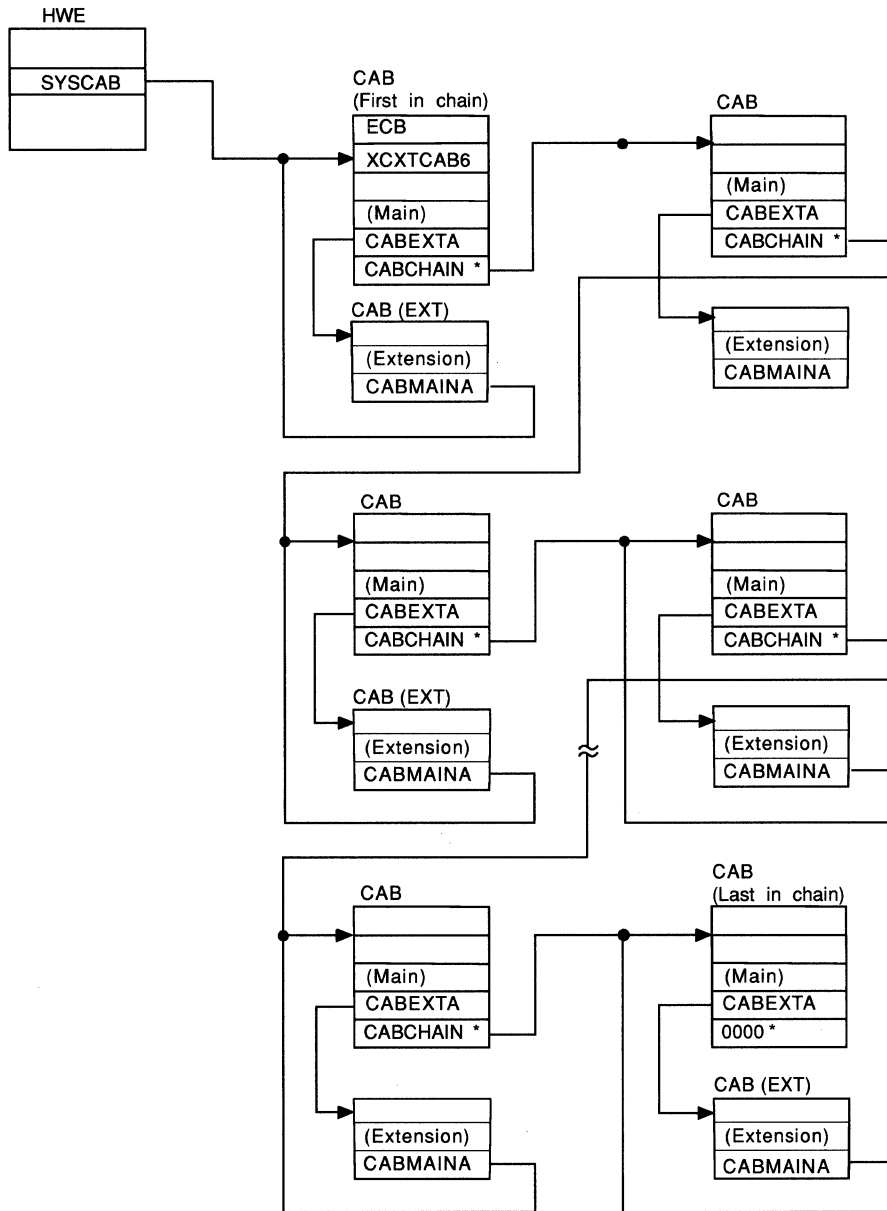 HWE
SYSCAB
CAB
(First in chain)
ECB
XCXTCAB6
(Main)
CABEXTA
CABCHAIN *
CAB (EXT)
(Extension)
CABMAINA
CAB
(Main)
CABEXTA
CABCHAIN *
(Extension)
CABMAINA
CAB
(Main)
CABEXTA
CABCHAIN *
CAB (EXT)
(Extension)
CABMAINA
CAB
(Main)
CABEXTA
CABCHAIN *
(Extension)
CABMAINA
CAB
(Main)
CABEXTA
CABCHAIN *
(Extension)
CABMAINA
CAB
(Last in chain)
(Main)
CABEXTA
0000 *
CAB (EXT)
(Extension)
CABMAINA